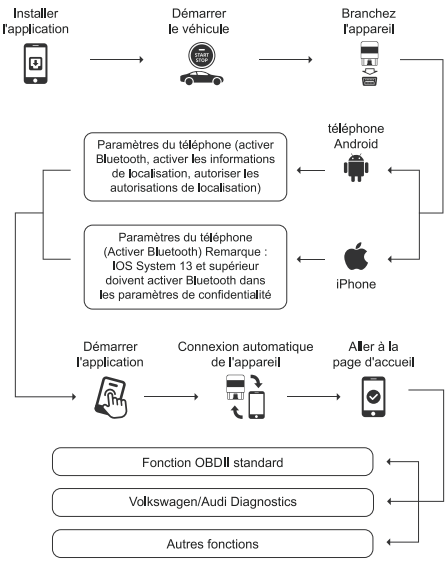 Installer
l'application
Démarrer
le véhicule
START
STOP
Branchez
l'appareil
téléphone
Android
Paramètres du téléphone (activer
Bluetooth, activer les informations
de localisation, autoriser les
autorisations de localisation)
Paramètres du téléphone
(Activer Bluetooth) Remarque :
IOS System 13 et supérieur
doivent activer Bluetooth dans
les paramètres de confidentialité
iPhone
Démarrer
l'application
Connexion automatique
de l'appareil
Aller à la
page d'accueil
Fonction OBDII standard
Volkswagen/Audi Diagnostics
Autres fonctions